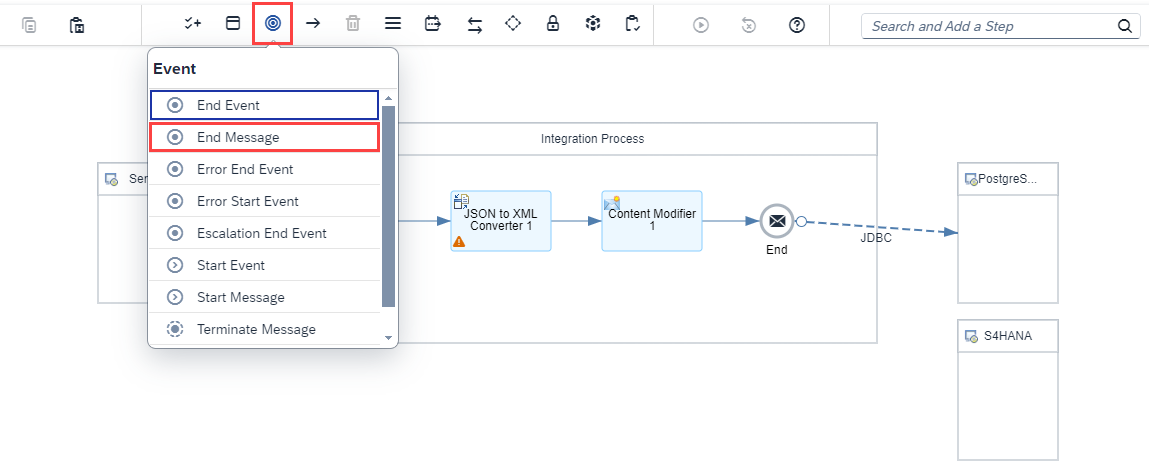 Search and Add a Step
Event
End Event
End Message
Error End Event
Error Start Event
Escalation End Event
Start Event
Start Message
Terminate Message
Integration Process
Sen
JSON to XML
Converter 1
Content Modifier
1
End
JDBC
PostgreS...
S4HANA